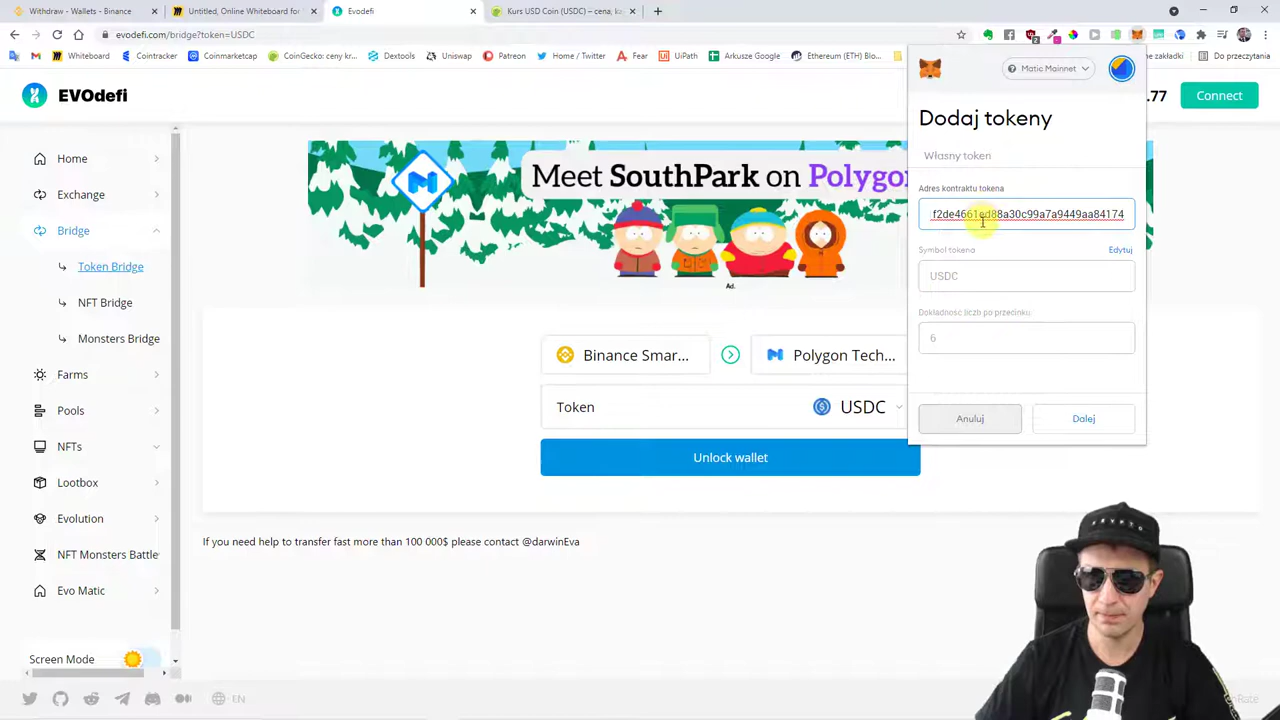 Withdraw - Wallets - Binance
Untitled, Online Whiteboard for
Evodefi
Kurs USD Coin (USDC) – cena, ka
evodefi.com/bridge?token=USDC
Whiteboard
Cointracker
Coinmarketcap
CoinGecko: ceny kr...
Dextools
Uniswap
Patreon
Home / Twitter
Fear
UiPath
Arkusze Google
Ethereum (ETH) Blo...
zakładki
Do przeczytania
EVOdefi
.77
Connect
Home
Exchange
Bridge
Token Bridge
NFT Bridge
Monsters Bridge
Farms
Pools
NFTs
Lootbox
Evolution
NFT Monsters Battle
Evo Matic
Screen Mode
EN
Meet SouthPark on Polygo
Ad.
Binance Smar...
Polygon Tech...
Token
USDC
Unlock wallet
If you need help to transfer fast more than 100 000$ please contact @darwinEva
Matic Mainnet
Dodaj tokeny
Własny token
Adres kontraktu tokena
f2de4661ed88a30c99a7a9449aa84174
Symbol tokena
Edytuj
USDC
Dokładność liczb po przecinku:
6
Anuluj
Dalej
KRYPTO